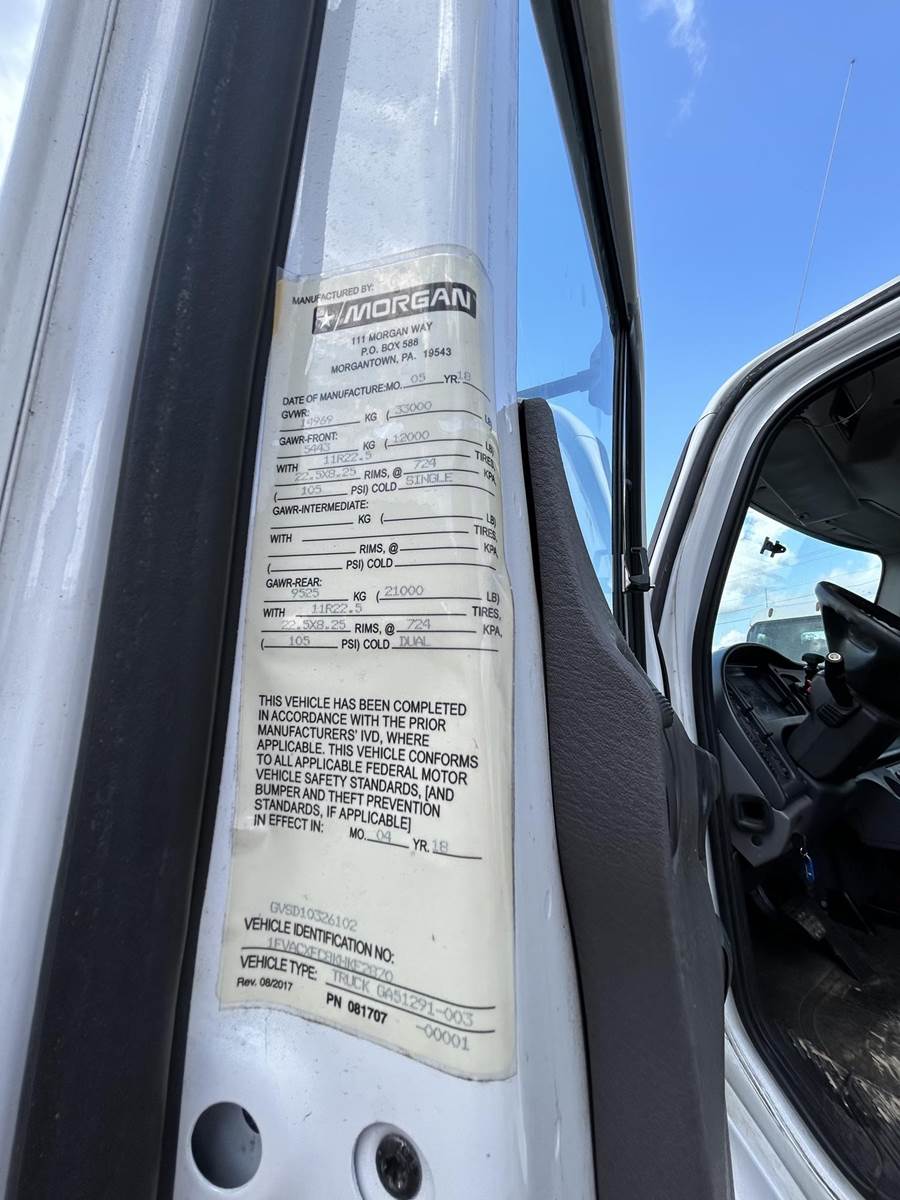 MANUFACTURED BY:
MORGAN
111 MORGAN WAY
P.O. BOX 588
MORGANTOWN, PA. 19543
DATE OF MANUFACTURE:MO. 05 YR. 18
GVWR: 14969 KG ( 33000 LB)
GAWR-FRONT:
5443 KG ( 12000 LB)
WITH 11R22.5 TIRES,
22.5X8.25 RIMS, @ 724 KPA,
( 105 PSI) COLD SINGLE
GAWR-INTERMEDIATE:
KG ( LB)
WITH TIRES,
RIMS, @ KPA,
( PSI) COLD
GAWR-REAR:
9525 KG ( 21000 LB)
WITH 11R22.5 TIRES,
22.5X8.25 RIMS, @ 724 KPA,
( 105 PSI) COLD DUAL
THIS VEHICLE HAS BEEN COMPLETED
IN ACCORDANCE WITH THE PRIOR
MANUFACTURERS' IVD, WHERE
APPLICABLE. THIS VEHICLE CONFORMS
TO ALL APPLICABLE FEDERAL MOTOR
VEHICLE SAFETY STANDARDS, [AND
BUMPER AND THEFT PREVENTION
STANDARDS, IF APPLICABLE]
IN EFFECT IN: MO. 04 YR. 18
GVSD10326102
VEHICLE IDENTIFICATION NO:
VEHICLE TYPE: TRUCK GA51291-003
Rev. 08/2017 PN 081707 -00001